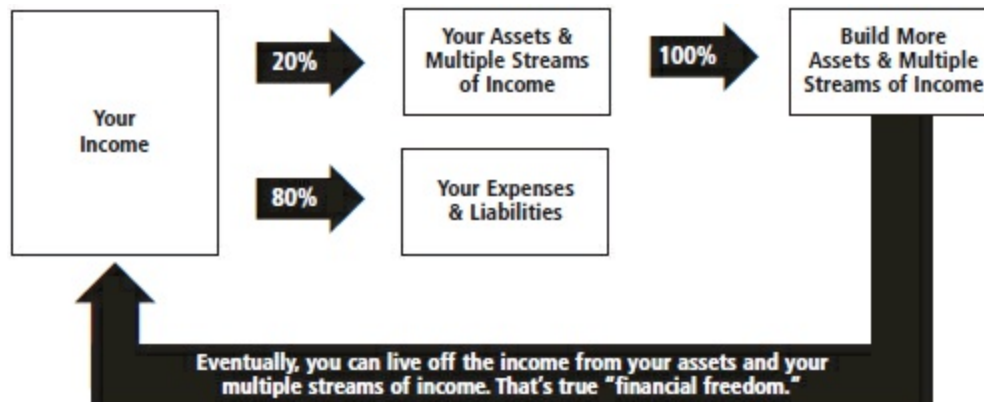 Your
Income
20%
Your Assets &
Multiple Streams
of Income
100%
Build More
Assets & Multiple
Streams of Income
80%
Your Expenses
& Liabilities
Eventually, you can live off the income from your assets and your
multiple streams of income. That's true "financial freedom."